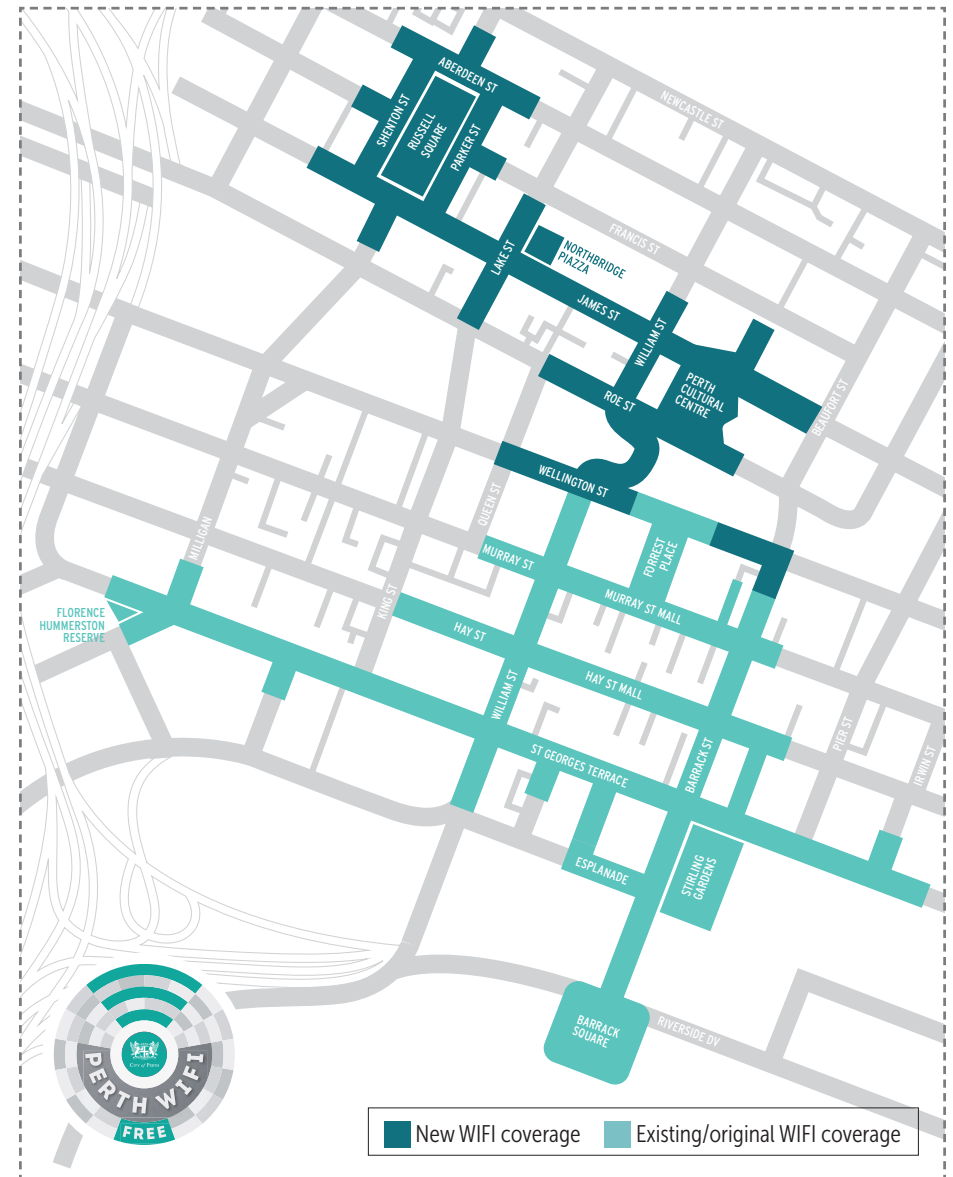 ABERDEEN ST
NEWCASTLE ST
SHENTON ST
RUSSELL
SQUARE
PARKER ST
FRANCIS ST
LAKE ST
NORTHBRIDGE
PIAZZA
JAMES ST
WILLIAM ST
PERTH
CULTURAL
CENTRE
ROE ST
BEAUFORT ST
WELLINGTON ST
QUEEN ST
MILLIGAN
MURRAY ST
FORREST
PLACE
MURRAY ST MALL
KING ST
FLORENCE
HUMMERSTON
RESERVE
HAY ST
HAY ST MALL
WILLIAM ST
ST GEORGES TERRACE
BARRACK ST
PIER ST
IRWIN ST
ESPLANADE
STIRLING
GARDENS
BARRACK
SQUARE
RIVERSIDE DV
City of Perth
PERTH WIFI
FREE
New WIFI coverage
Existing/original WIFI coverage